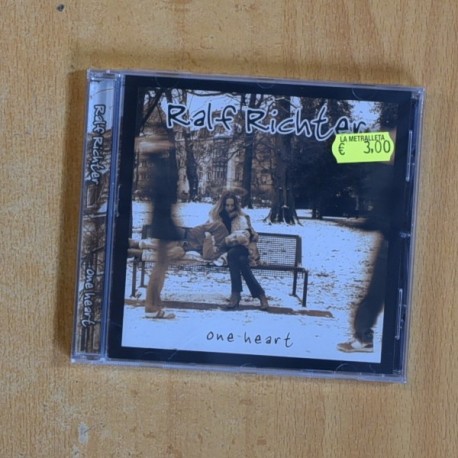 Ralf Richter
LA METRALLETA
€ 3,00
one heart
Ralf Richter
one heart